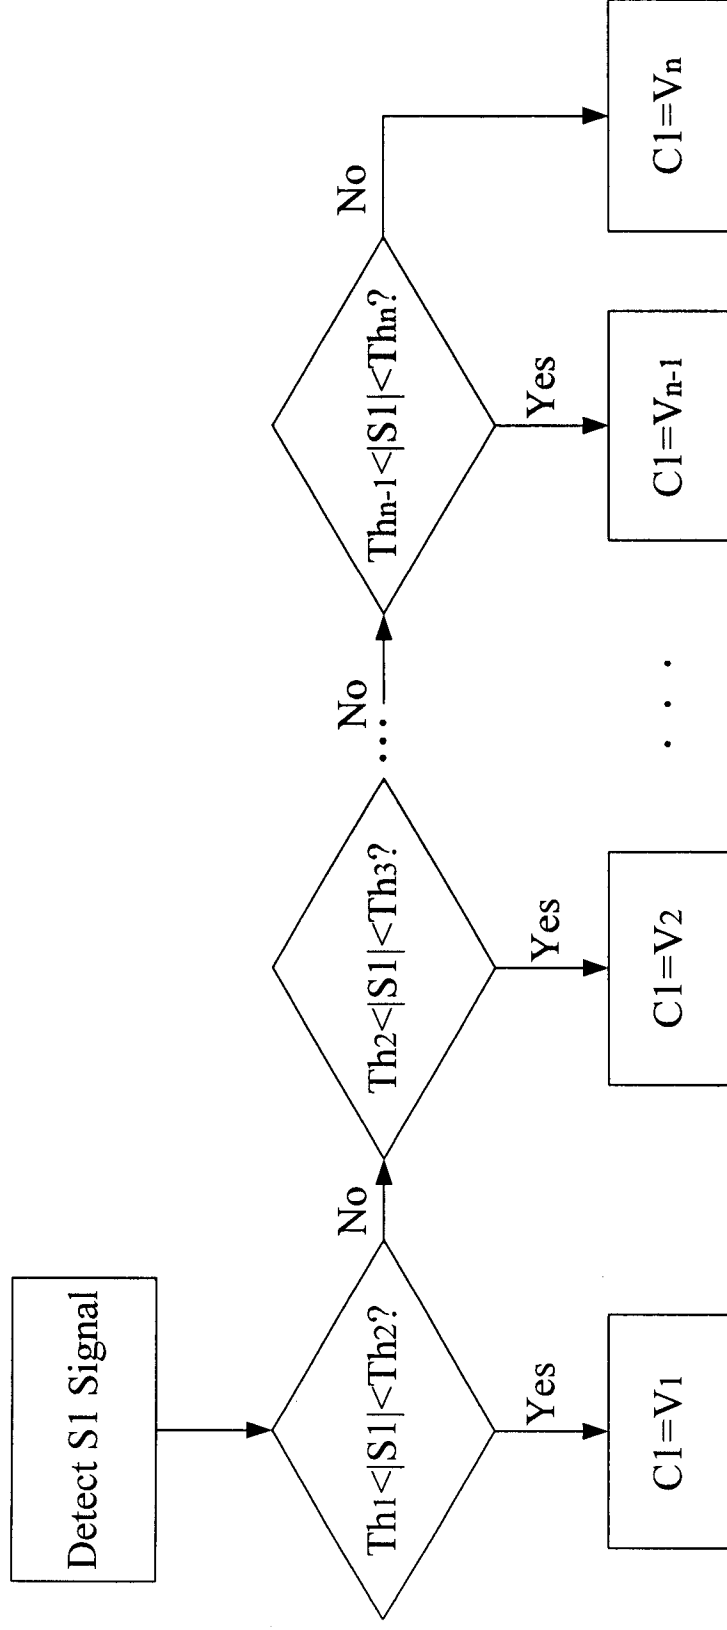 Detect S1 Signal
Th1<|S1|<Th2?
No
Th2<|S1|<Th3?
...
No
Thn-1<|S1|<Thn?
No
Yes
Yes
Yes
C1=V1
C1=V2
. . .
C1=Vn-1
C1=Vn